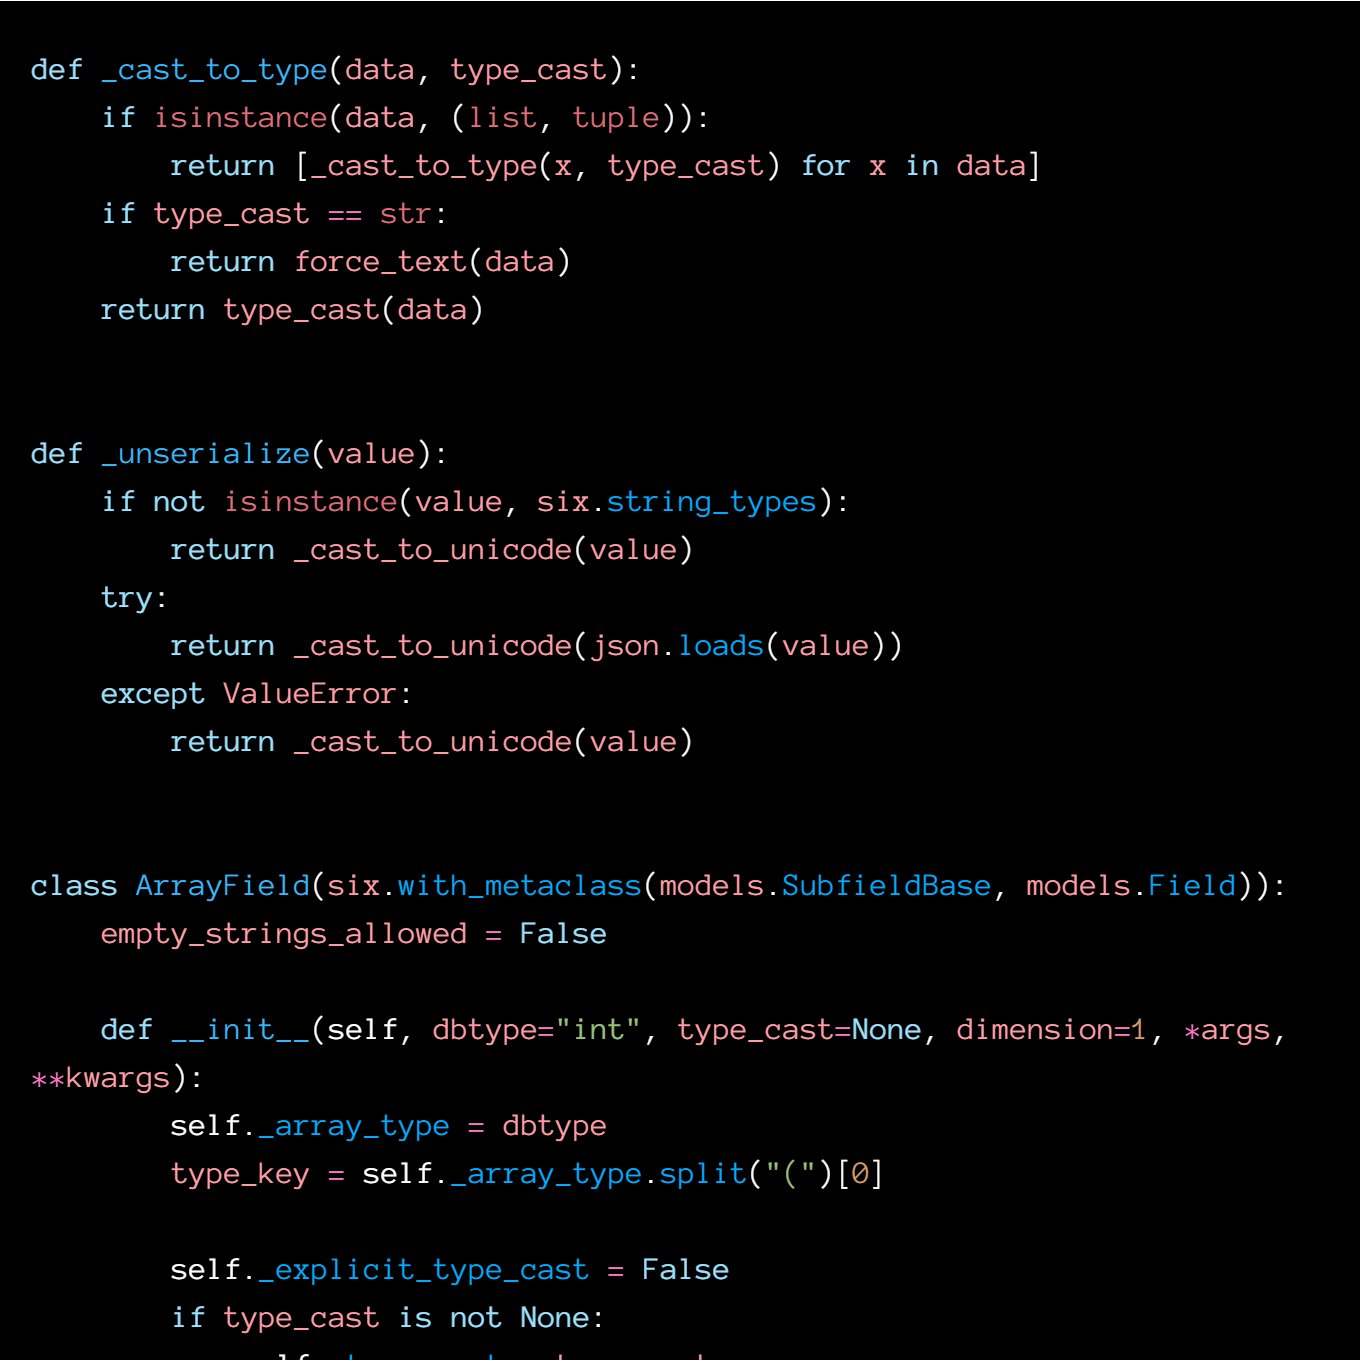 def _cast_to_type(data, type_cast):
    if isinstance(data, (list, tuple)):
        return [_cast_to_type(x, type_cast) for x in data]
    if type_cast == str:
        return force_text(data)
    return type_cast(data)
def _unserialize(value):
    if not isinstance(value, six.string_types):
        return _cast_to_unicode(value)
    try:
        return _cast_to_unicode(json.loads(value))
    except ValueError:
        return _cast_to_unicode(value)
class ArrayField(six.with_metaclass(models.SubfieldBase, models.Field)):
    empty_strings_allowed = False
    def __init__(self, dbtype="int", type_cast=None, dimension=1, *args,
**kwargs):
        self._array_type = dbtype
        type_key = self._array_type.split("(")[0]
        self._explicit_type_cast = False
        if type_cast is not None: